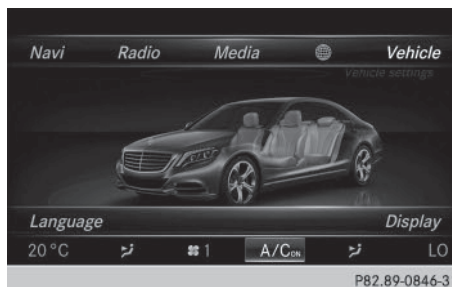 Navi Radio Media Vehicle
Vehicle settings
Language Display
20 °C 1 A/C ON LO
P82.89-0846-3